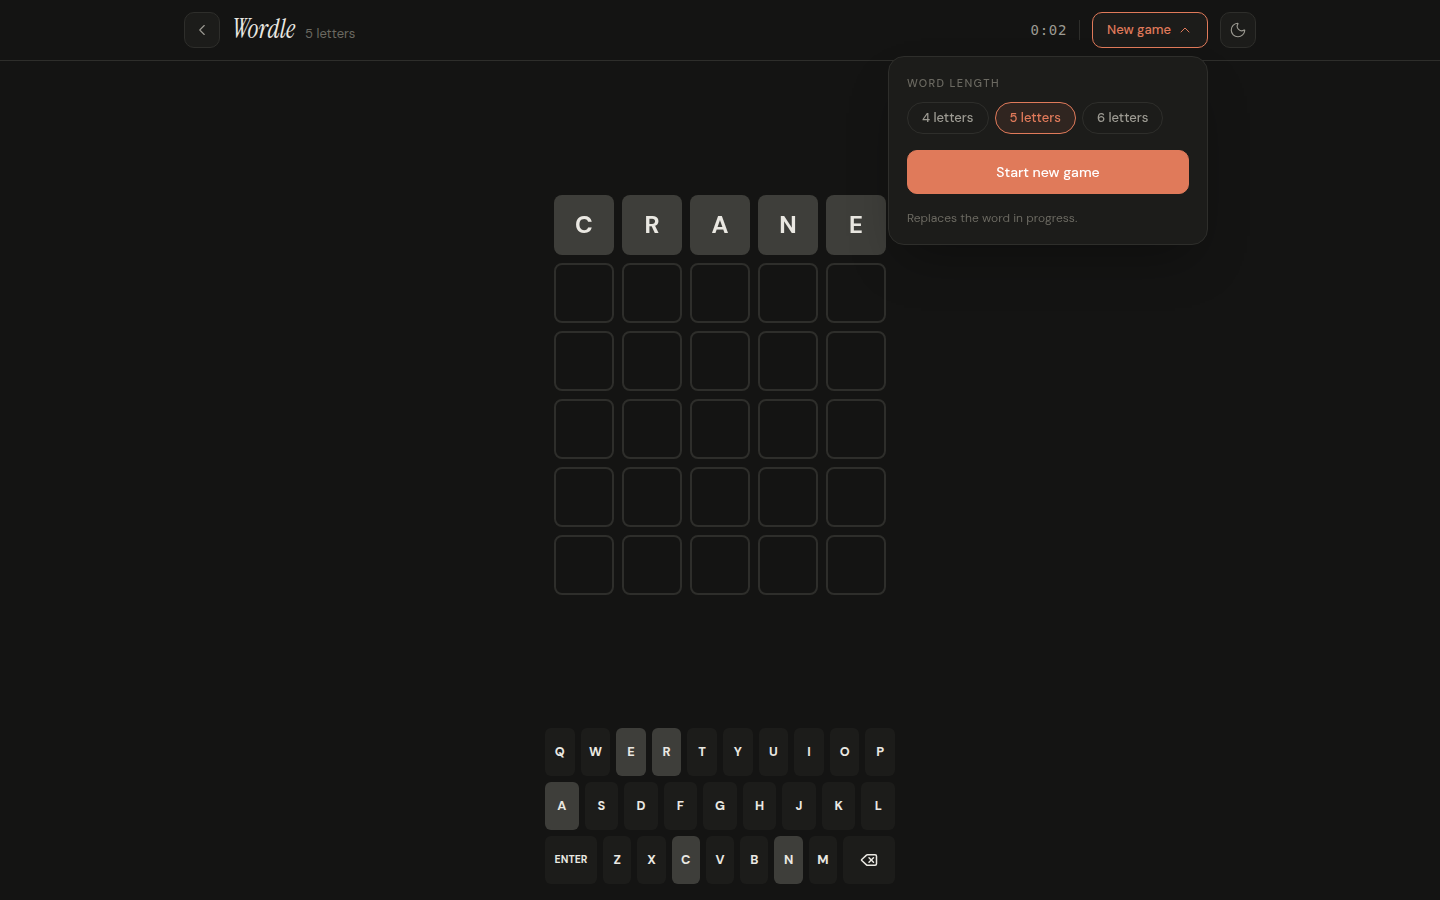 Wordle 5 letters 0:02 New game
WORD LENGTH
4 letters 5 letters 6 letters
Start new game
Replaces the word in progress.
C R A N E
Q W E R T Y U I O P
A S D F G H J K L
ENTER Z X C V B N M